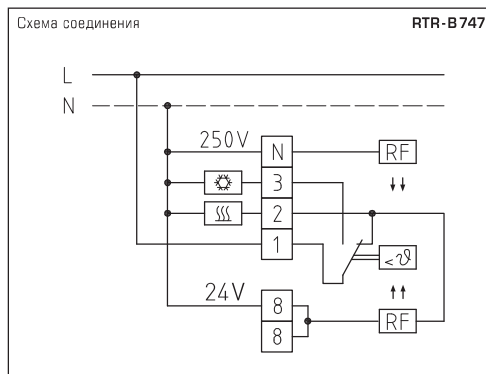 Схема соединения
RTR-B 747
L
N
250V
N
RF
3
2
1
<ϑ
24V
8
8
RF